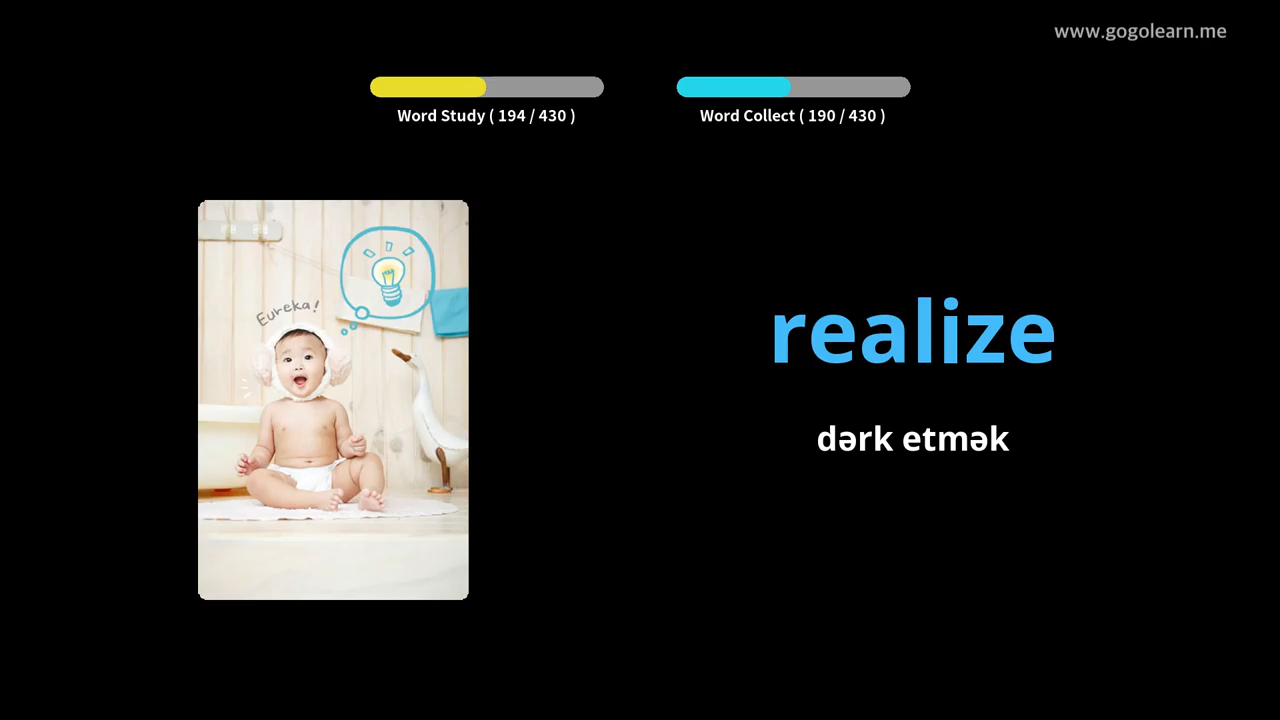 www.gogolearn.me
Word Study ( 194 / 430 )
Word Collect ( 190 / 430 )
Eureka!
realize
dərk etmək